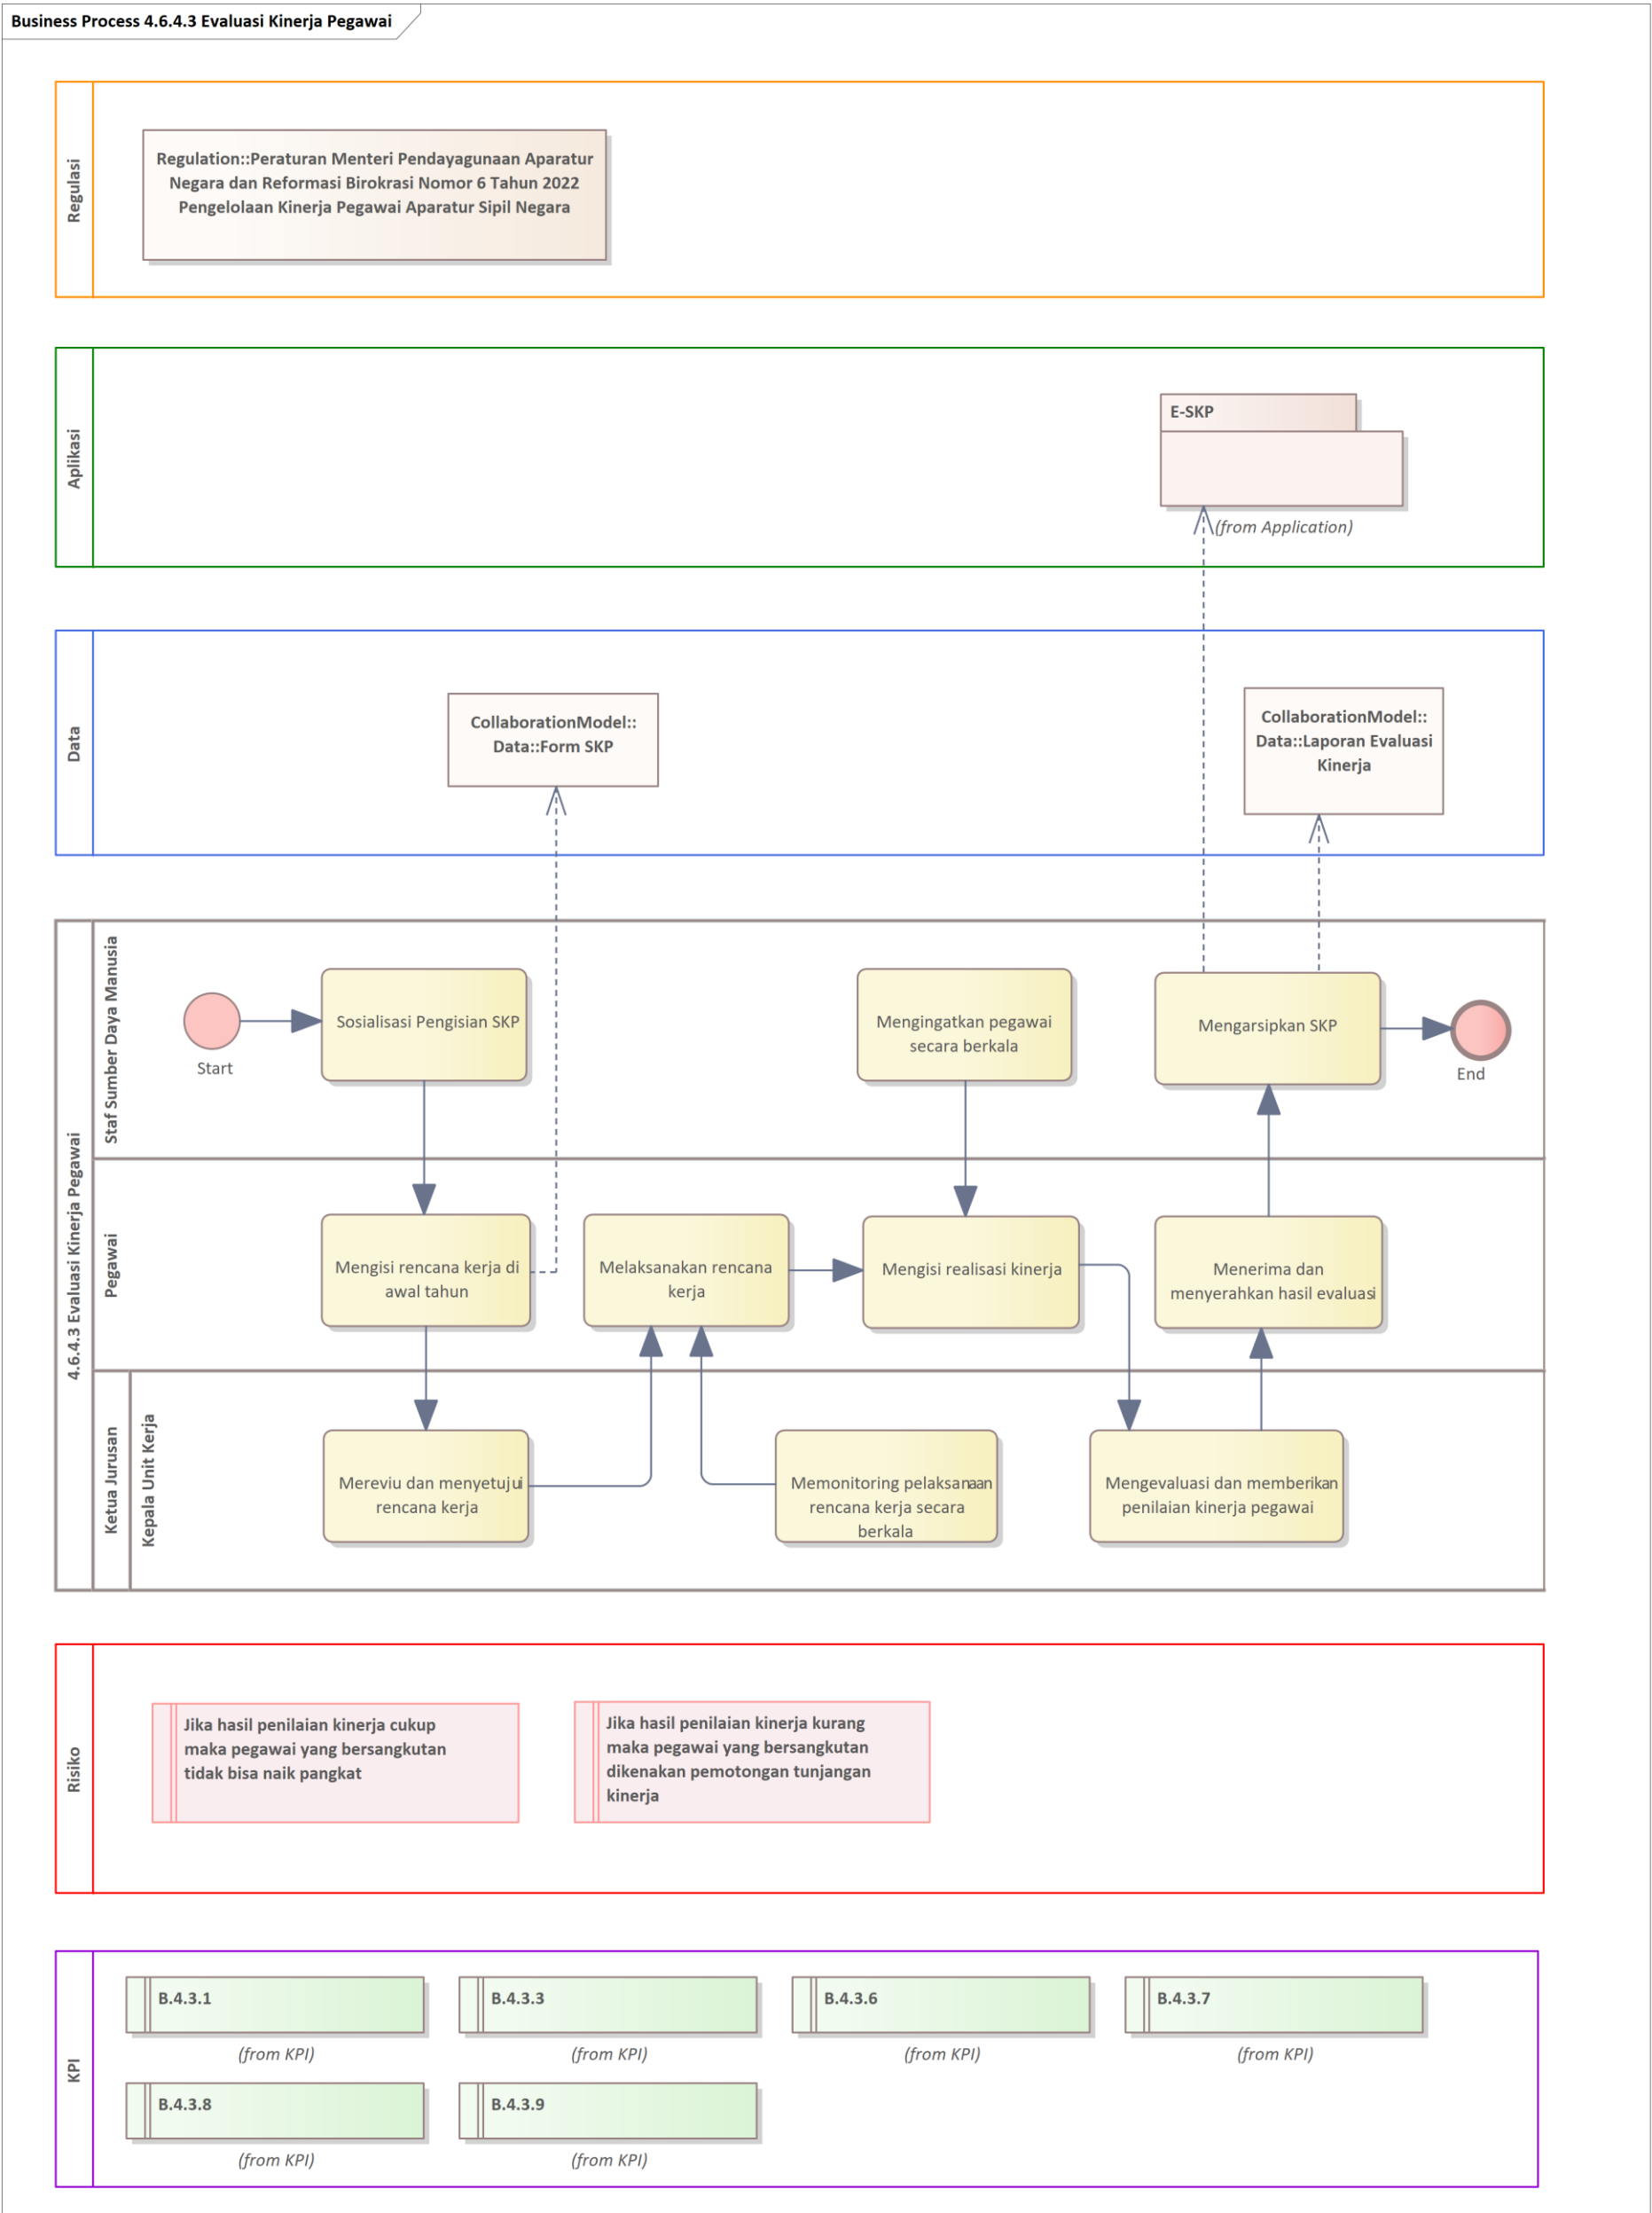 Business Process 4.6.4.3 Evaluasi Kinerja Pegawai
Regulasi
Regulation::Peraturan Menteri Pendayagunaan Aparatur
Negara dan Reformasi Birokrasi Nomor 6 Tahun 2022
Pengelolaan Kinerja Pegawai Aparatur Sipil Negara
Aplikasi
E-SKP
(from Application)
Data
CollaborationModel::
Data::Form SKP
CollaborationModel::
Data::Laporan Evaluasi
Kinerja
4.6.4.3 Evaluasi Kinerja Pegawai
Staf Sumber Daya Manusia
Start
Sosialisasi Pengisian SKP
Mengingatkan pegawai
secara berkala
Mengarsipkan SKP
End
Pegawai
Mengisi rencana kerja di
awal tahun
Melaksanakan rencana
kerja
Mengisi realisasi kinerja
Menerima dan
menyerahkan hasil evaluasi
Ketua Jurusan
Kepala Unit Kerja
Mereviu dan menyetujui
rencana kerja
Memonitoring pelaksanaan
rencana kerja secara
berkala
Mengevaluasi dan memberikan
penilaian kinerja pegawai
Risiko
Jika hasil penilaian kinerja cukup
maka pegawai yang bersangkutan
tidak bisa naik pangkat
Jika hasil penilaian kinerja kurang
maka pegawai yang bersangkutan
dikenakan pemotongan tunjangan
kinerja
KPI
B.4.3.1
(from KPI)
B.4.3.3
(from KPI)
B.4.3.6
(from KPI)
B.4.3.7
(from KPI)
B.4.3.8
(from KPI)
B.4.3.9
(from KPI)